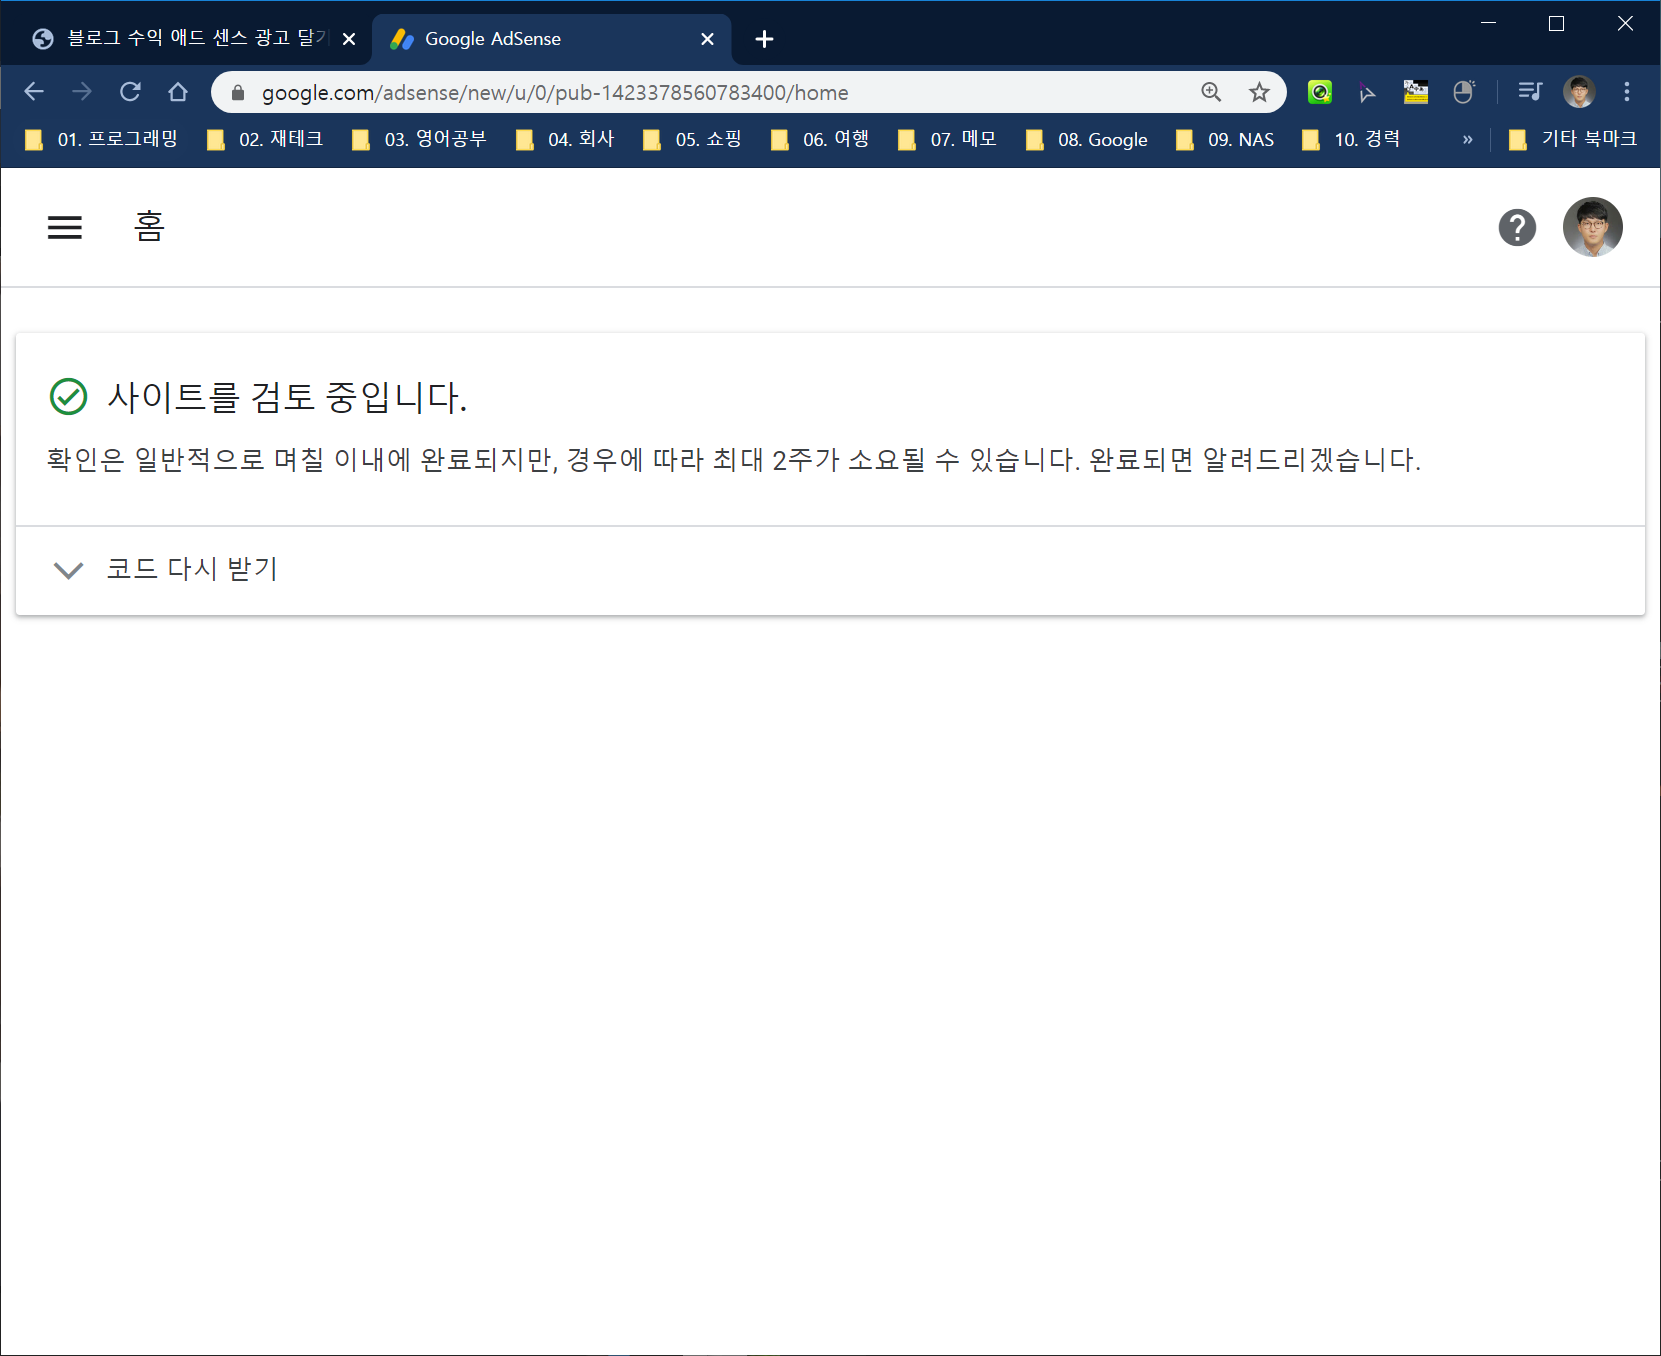 블로그 수익 애드 센스 광고 달기
Google AdSense
google.com/adsense/new/u/0/pub-1423378560783400/home
01. 프로그래밍
02. 재테크
03. 영어공부
04. 회사
05. 쇼핑
06. 여행
07. 메모
08. Google
09. NAS
10. 경력
»
기타 북마크
홈
사이트를 검토 중입니다.
확인은 일반적으로 며칠 이내에 완료되지만, 경우에 따라 최대 2주가 소요될 수 있습니다. 완료되면 알려드리겠습니다.
코드 다시 받기